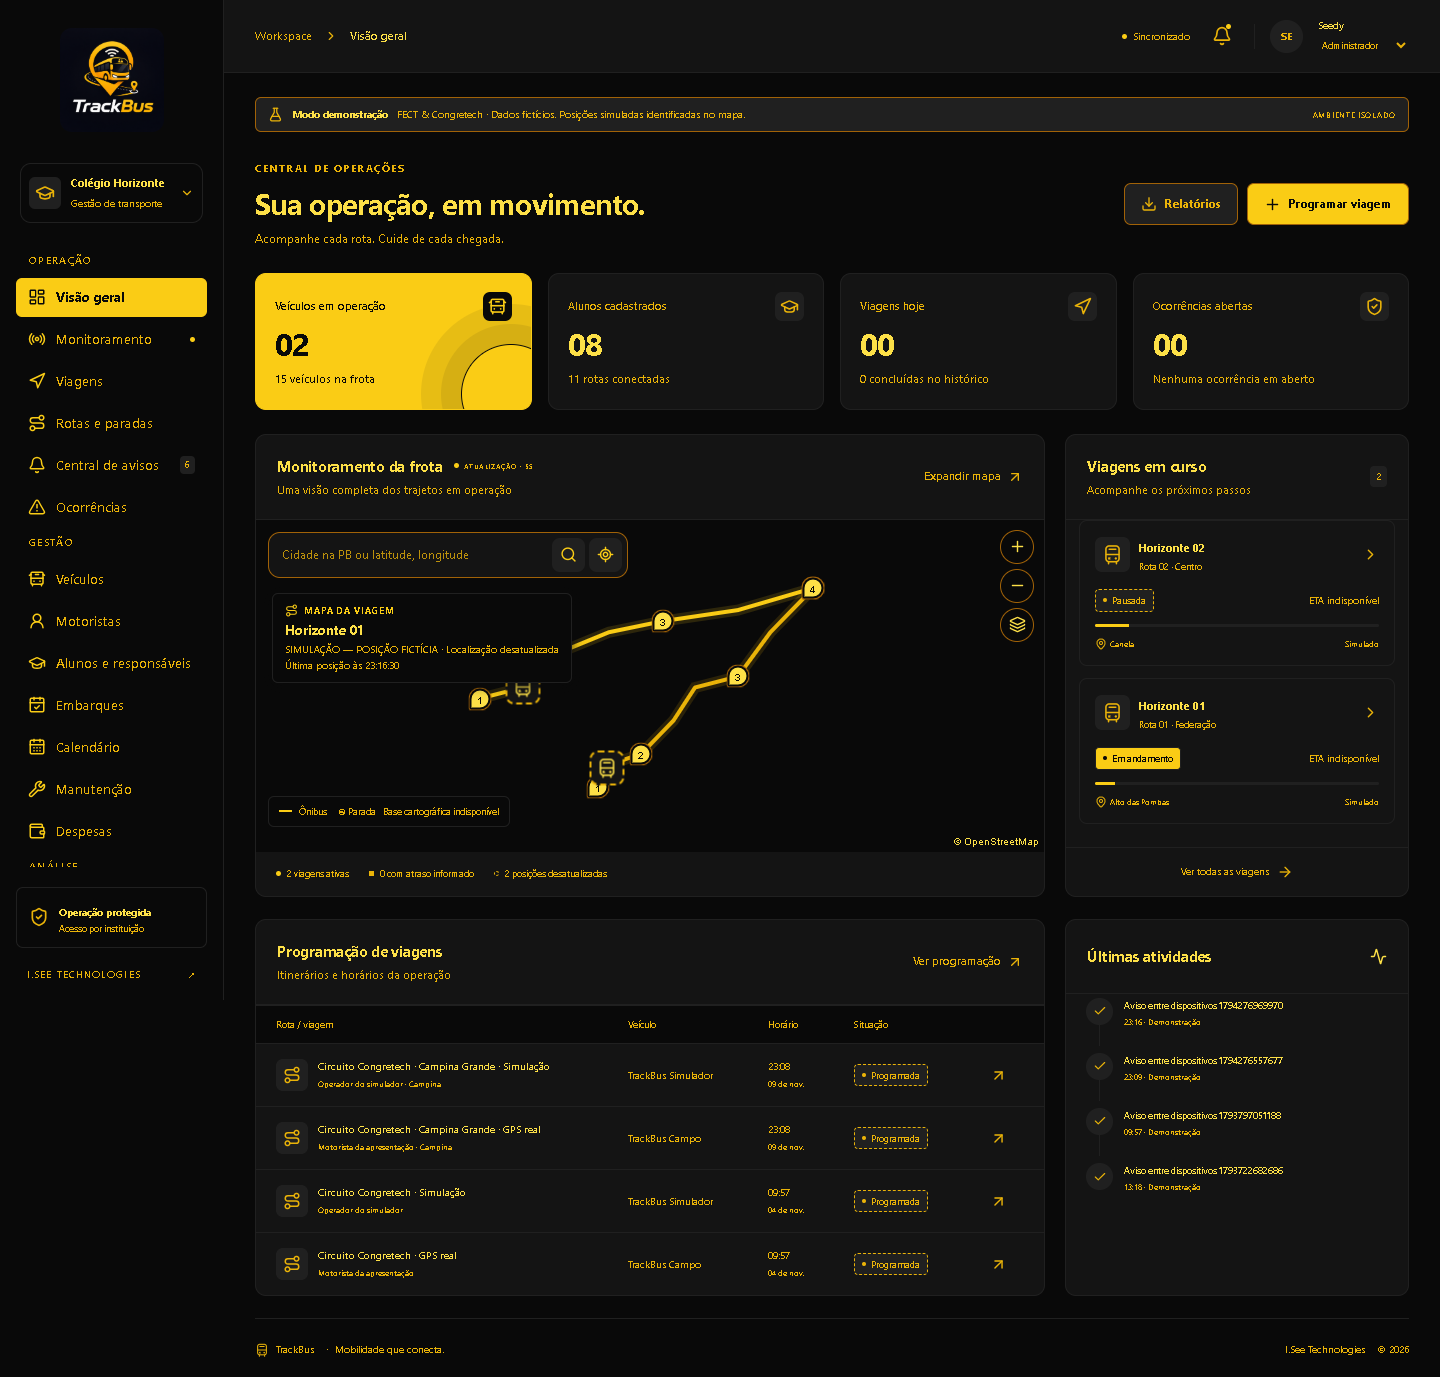 TrackBus
Colégio Horizonte
Gestão de transporte
OPERAÇÃO
Visão geral
Monitoramento
Viagens
Rotas e paradas
Central de avisos
6
Ocorrências
GESTÃO
Veículos
Motoristas
Alunos e responsáveis
Embarques
Calendário
Manutenção
Despesas
ANÁLISE
Operação protegida
Acesso por instituição
I.SEE TECHNOLOGIES
Workspace
Visão geral
Sincronizado
SE
Seedy
Administrador
Modo demonstração FECT & Congretech · Dados fictícios. Posições simuladas identificadas no mapa.
AMBIENTE ISOLADO
CENTRAL DE OPERAÇÕES
Sua operação, em movimento.
Acompanhe cada rota. Cuide de cada chegada.
Relatórios
Programar viagem
Veículos em operação
02
15 veículos na frota
Alunos cadastrados
08
11 rotas conectadas
Viagens hoje
00
0 concluídas no histórico
Ocorrências abertas
00
Nenhuma ocorrência em aberto
Monitoramento da frota
ATUALIZAÇÃO · 5S
Uma visão completa dos trajetos em operação
Expandir mapa
Cidade na PB ou latitude, longitude
MAPA DA VIAGEM
Horizonte 01
SIMULAÇÃO — POSIÇÃO FICTÍCIA · Localização desatualizada
Última posição às 23:16:30
4
3
1
3
2
1
Ônibus
Parada
Base cartográfica indisponível
© OpenStreetMap
2 viagens ativas
0 com atraso informado
2 posições desatualizadas
Viagens em curso
Acompanhe os próximos passos
2
Horizonte 02
Rota 02 · Centro
Pausada
ETA indisponível
Canela
Simulado
Horizonte 01
Rota 01 · Federação
Em andamento
ETA indisponível
Alto das Pombas
Simulado
Ver todas as viagens
Programação de viagens
Itinerários e horários da operação
Ver programação
Rota / viagem
Veículo
Horário
Situação
Circuito Congretech · Campina Grande · Simulação
Operador do simulador · Campina
TrackBus Simulador
23:08
09 de nov.
Programada
Circuito Congretech · Campina Grande · GPS real
Motorista da apresentação · Campina
TrackBus Campo
23:08
09 de nov.
Programada
Circuito Congretech · Simulação
Operador do simulador
TrackBus Simulador
09:57
04 de nov.
Programada
Circuito Congretech · GPS real
Motorista da apresentação
TrackBus Campo
09:57
04 de nov.
Programada
Últimas atividades
Aviso entre dispositivos 1794276969970
23:16 · Demonstração
Aviso entre dispositivos 1794276557677
23:09 · Demonstração
Aviso entre dispositivos 1793797051188
09:57 · Demonstração
Aviso entre dispositivos 1793722682686
13:18 · Demonstração
TrackBus · Mobilidade que conecta.
I.See Technologies © 2026